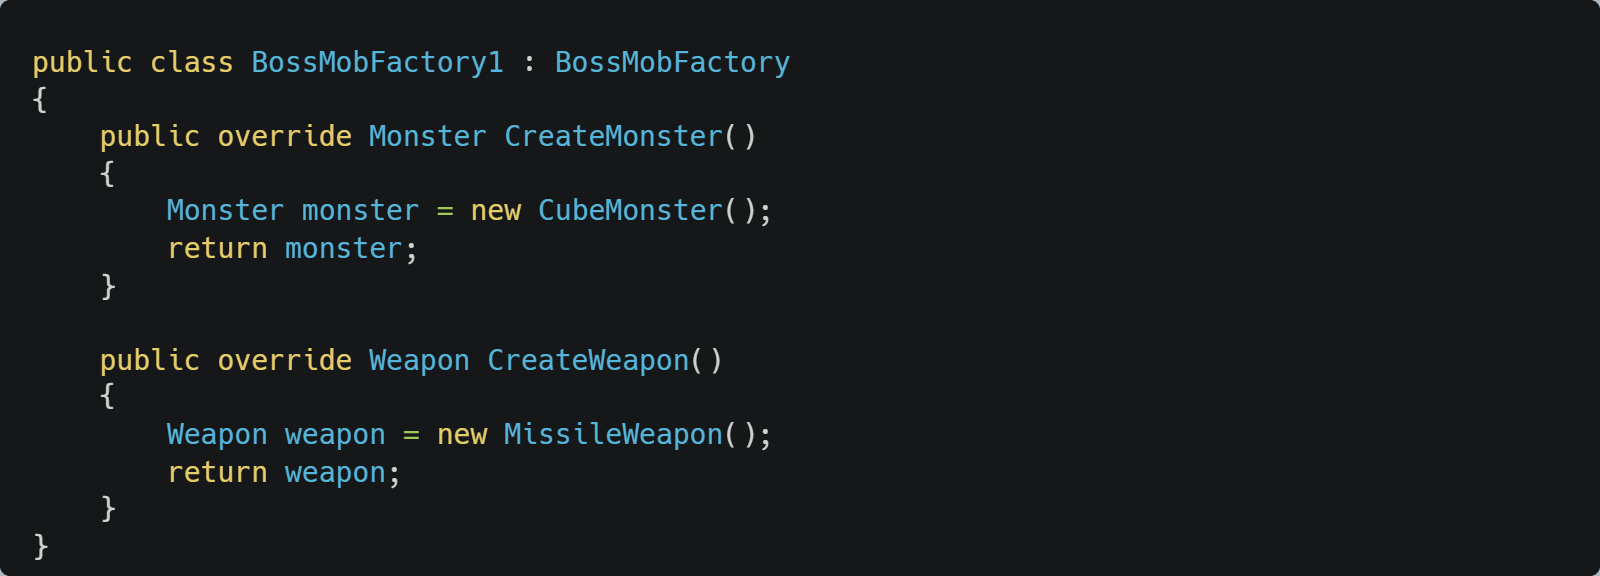 public class BossMobFactory1 : BossMobFactory
{
    public override Monster CreateMonster()
    {
        Monster monster = new CubeMonster();
        return monster;
    }

    public override Weapon CreateWeapon()
    {
        Weapon weapon = new MissileWeapon();
        return weapon;
    }
}